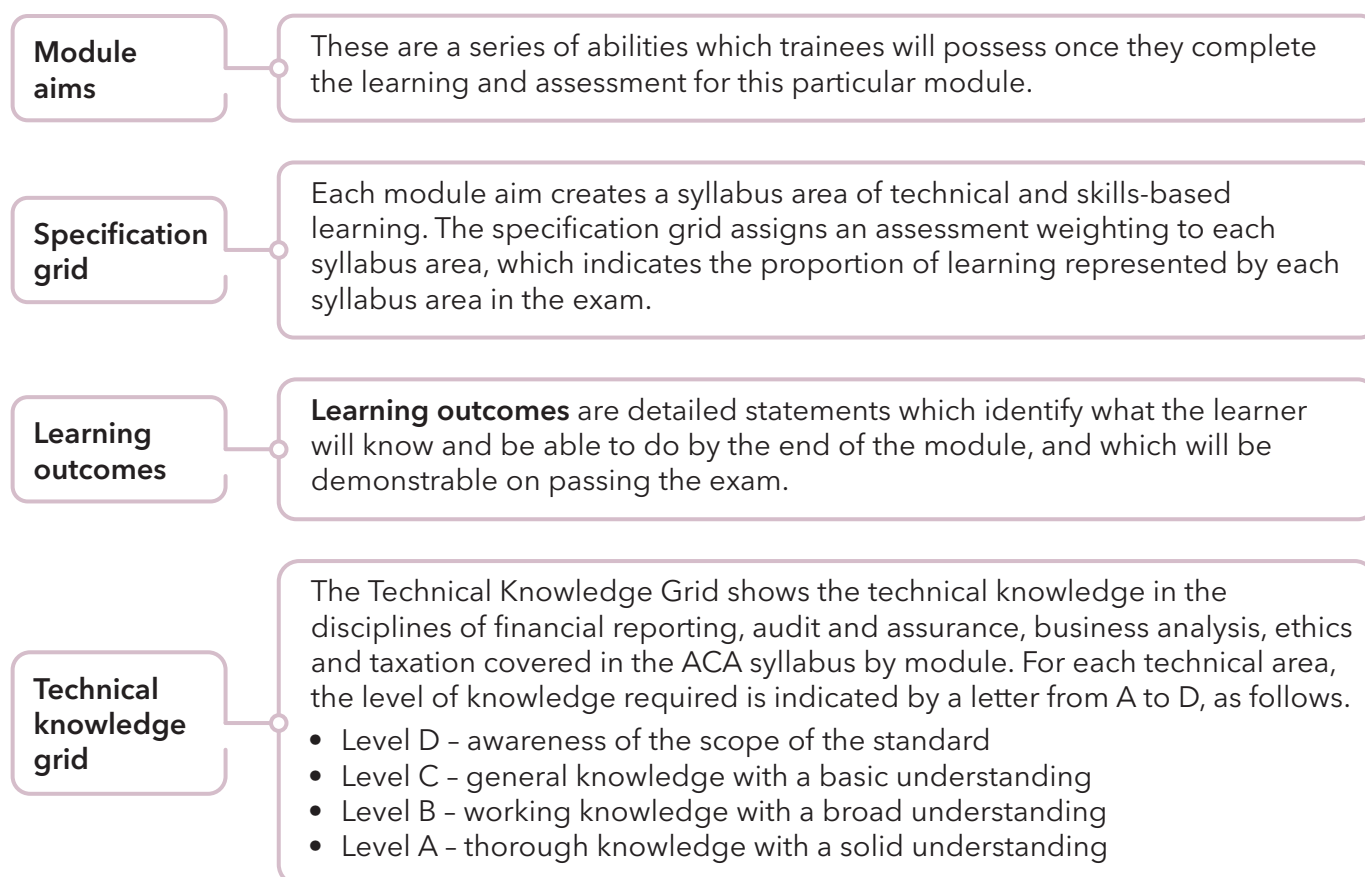 Module
aims
These are a series of abilities which trainees will possess once they complete
the learning and assessment for this particular module.
Specification
grid
Each module aim creates a syllabus area of technical and skills-based
learning. The specification grid assigns an assessment weighting to each
syllabus area, which indicates the proportion of learning represented by each
syllabus area in the exam.
Learning
outcomes
Learning outcomes are detailed statements which identify what the learner
will know and be able to do by the end of the module, and which will be
demonstrable on passing the exam.
Technical
knowledge
grid
The Technical Knowledge Grid shows the technical knowledge in the
disciplines of financial reporting, audit and assurance, business analysis, ethics
and taxation covered in the ACA syllabus by module. For each technical area,
the level of knowledge required is indicated by a letter from A to D, as follows.
• Level D – awareness of the scope of the standard
• Level C – general knowledge with a basic understanding
• Level B – working knowledge with a broad understanding
• Level A – thorough knowledge with a solid understanding